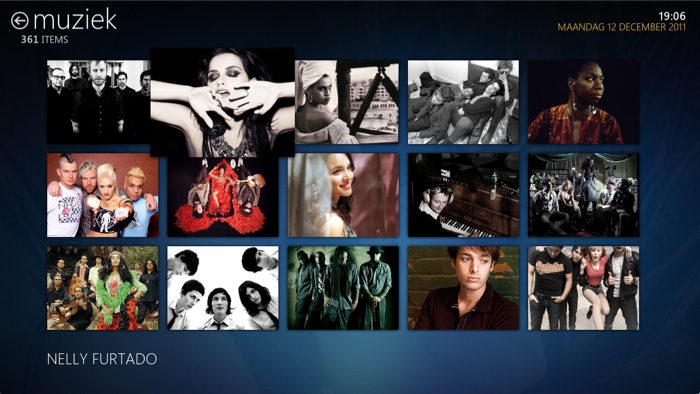 muziek
361 ITEMS
19:06
MAANDAG 12 DECEMBER 2011
NELLY FURTADO